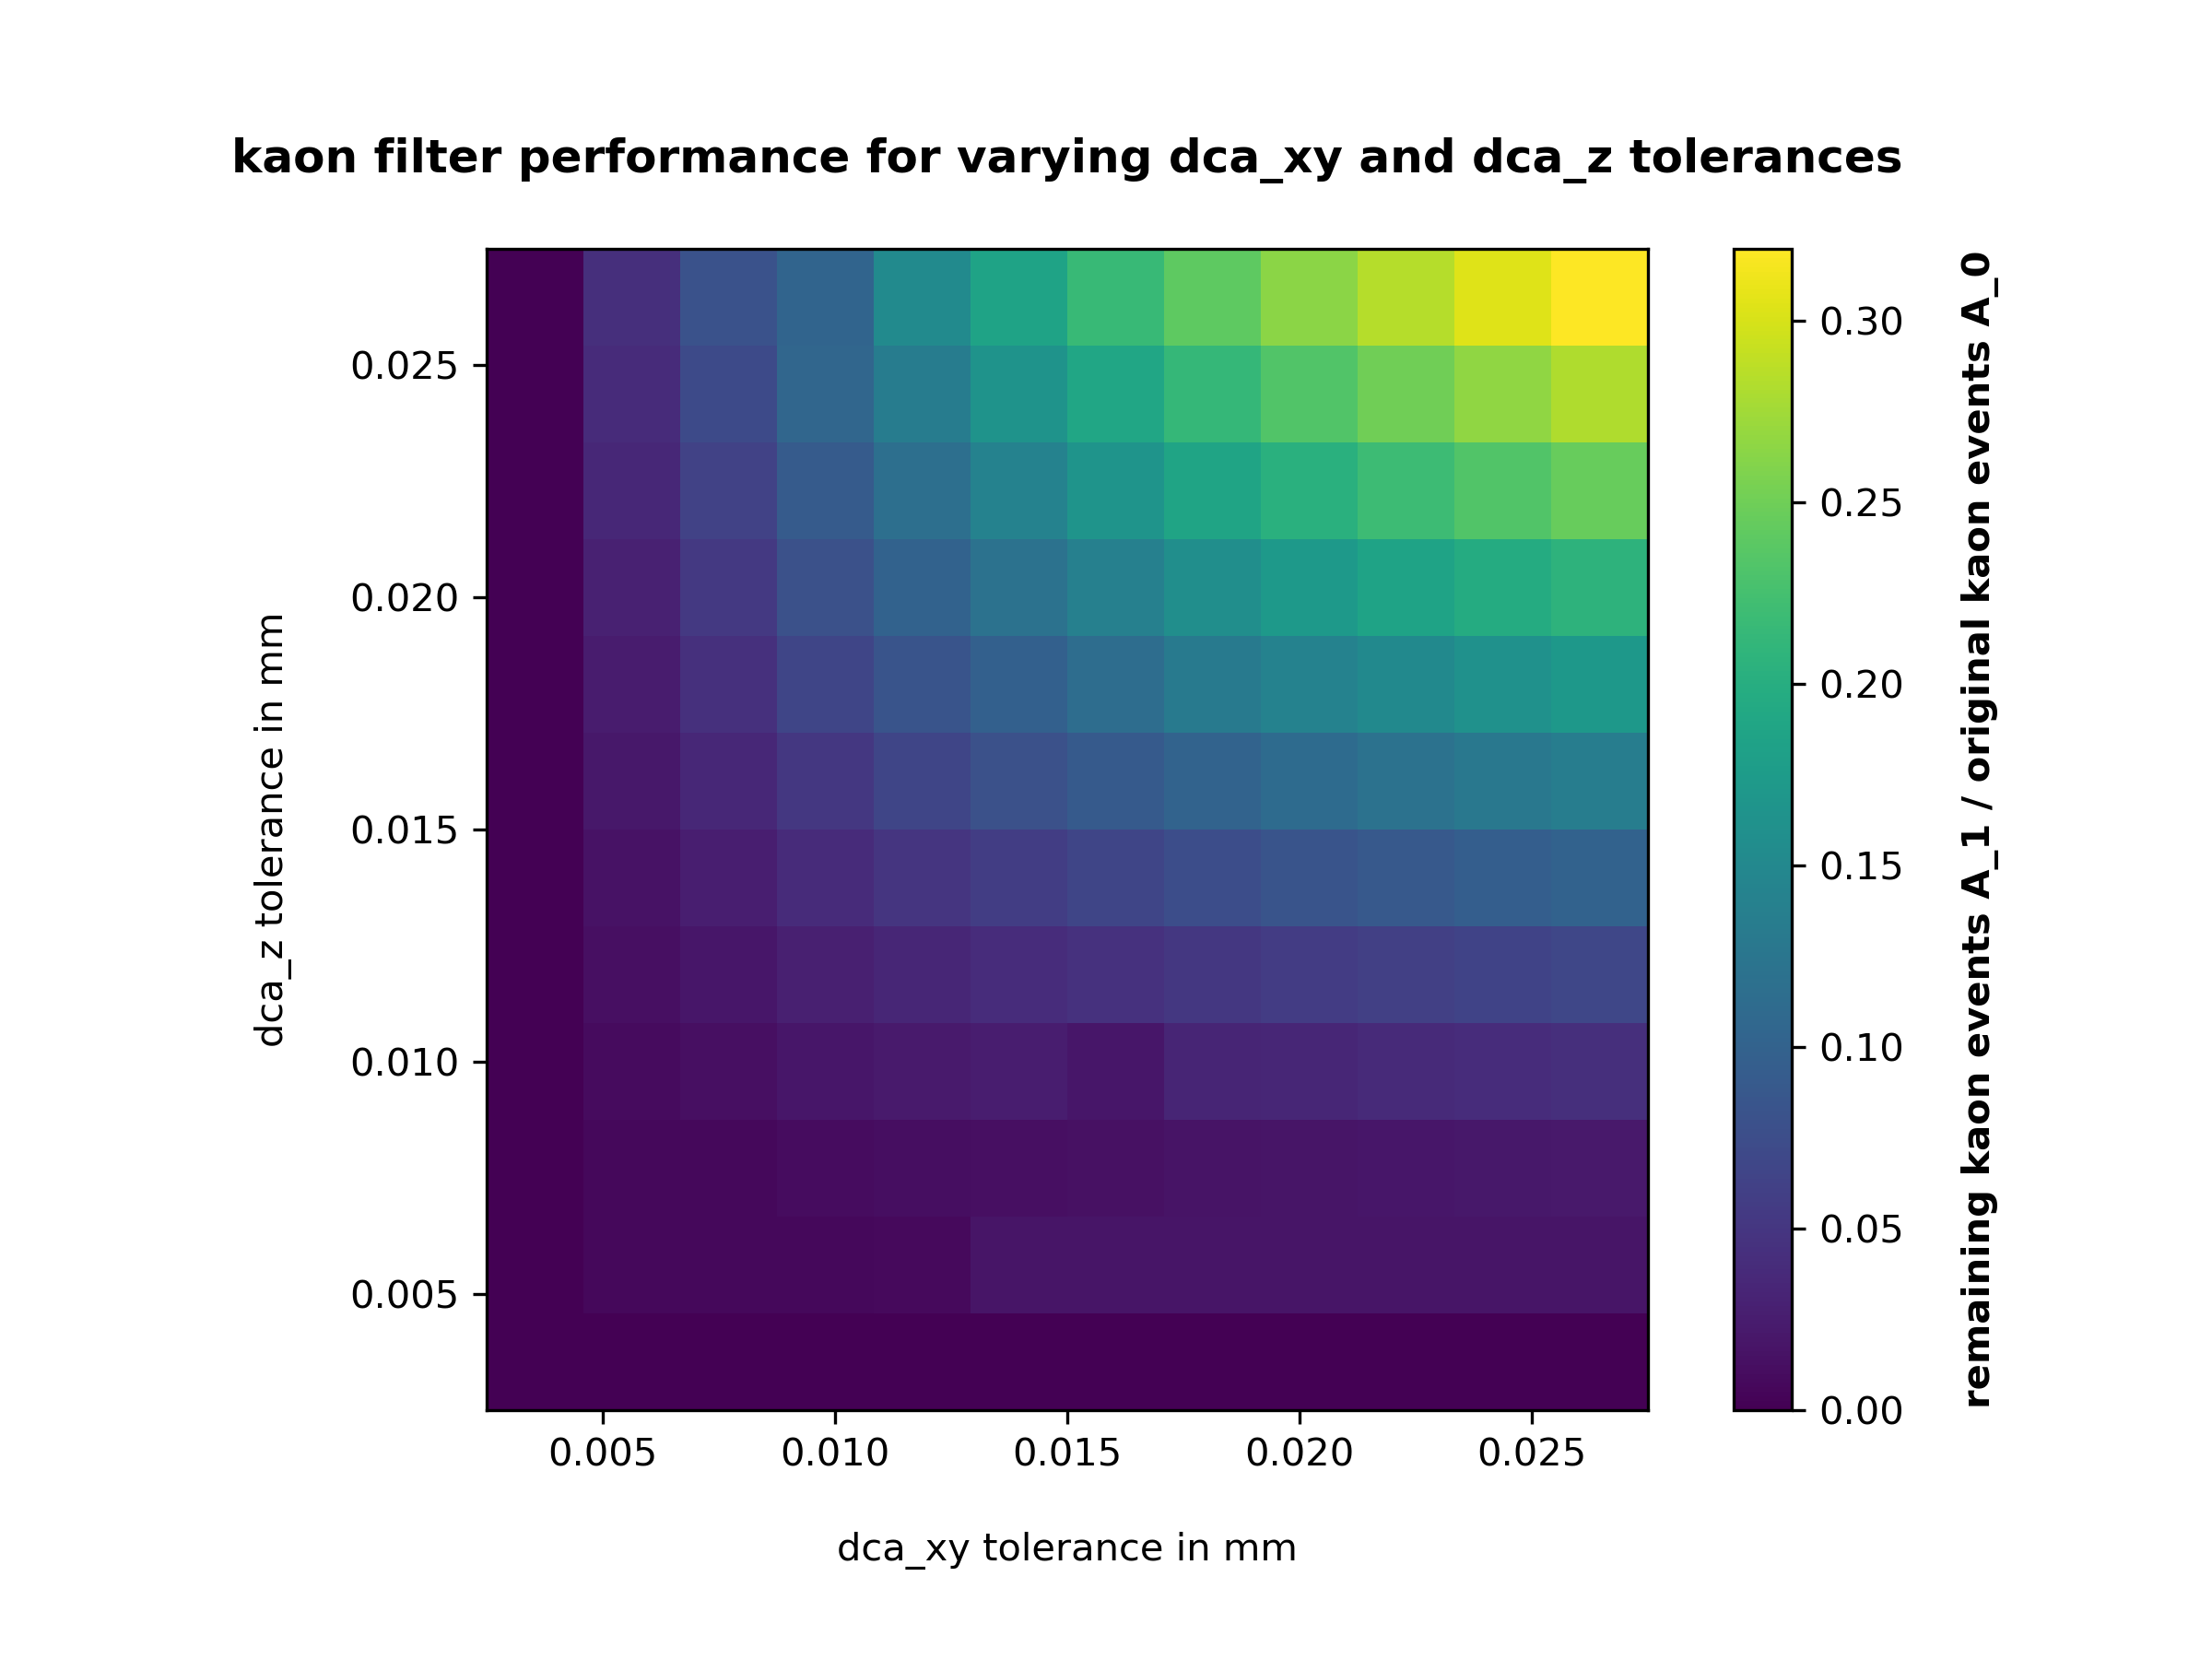 kaon filter performance for varying dca_xy and dca_z tolerances
0.025
0.020
0.015
0.010
0.005
dca_z tolerance in mm
0.005 0.010 0.015 0.020 0.025
dca_xy tolerance in mm
0.30
0.25
0.20
0.15
0.10
0.05
0.00
remaining kaon events A_1 / original kaon events A_0